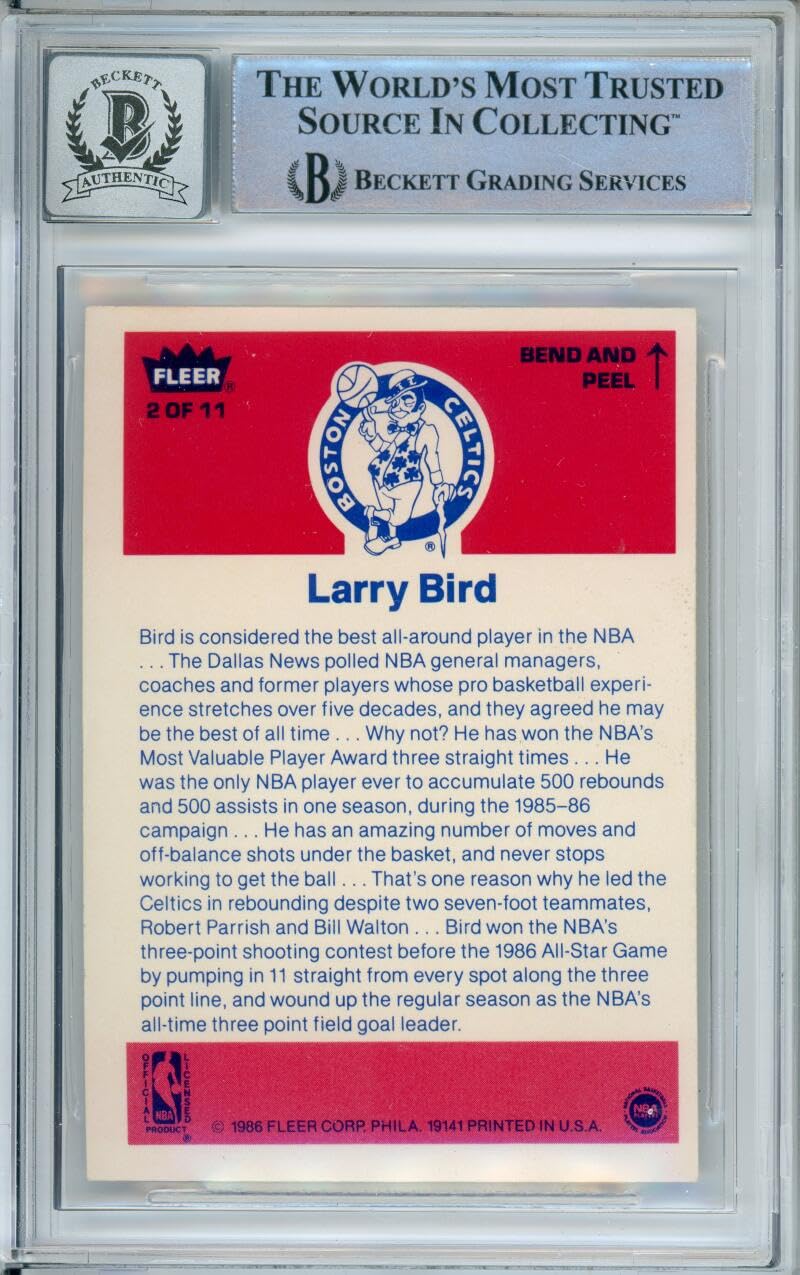 BECKETT
B
AUTHENTIC
THE WORLD'S MOST TRUSTED
SOURCE IN COLLECTING™
B BECKETT GRADING SERVICES
FLEER®
2 OF 11
BEND AND
PEEL
BOSTON CELTICS
®
Larry Bird
Bird is considered the best all-around player in the NBA
. . . The Dallas News polled NBA general managers,
coaches and former players whose pro basketball experi-
ence stretches over five decades, and they agreed he may
be the best of all time . . . Why not? He has won the NBA's
Most Valuable Player Award three straight times . . . He
was the only NBA player ever to accumulate 500 rebounds
and 500 assists in one season, during the 1985–86
campaign . . . He has an amazing number of moves and
off-balance shots under the basket, and never stops
working to get the ball . . . That's one reason why he led the
Celtics in rebounding despite two seven-foot teammates,
Robert Parrish and Bill Walton . . . Bird won the NBA's
three-point shooting contest before the 1986 All-Star Game
by pumping in 11 straight from every spot along the three
point line, and wound up the regular season as the NBA's
all-time three point field goal leader.
OFFICIAL LICENSED
NBA
PRODUCT ®
© 1986 FLEER CORP. PHILA. 19141 PRINTED IN U.S.A.
NATIONAL BASKETBALL
NBA